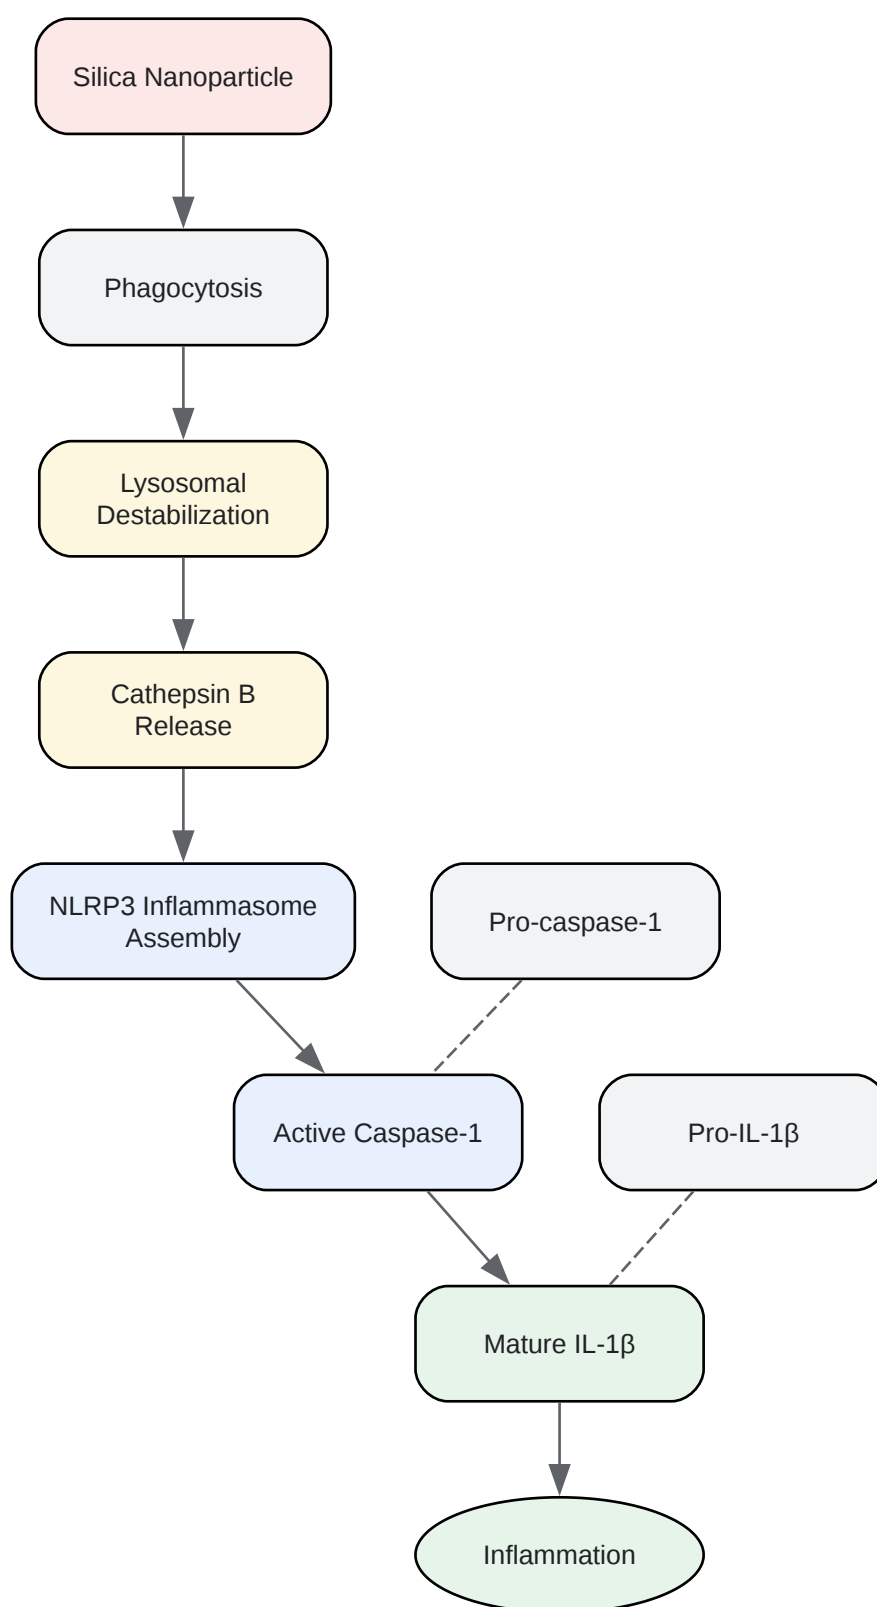 Silica Nanoparticle
Phagocytosis
Lysosomal
Destabilization
Cathepsin B
Release
NLRP3 Inflammasome
Assembly
Pro-caspase-1
Active Caspase-1
Pro-IL-1β
Mature IL-1β
Inflammation